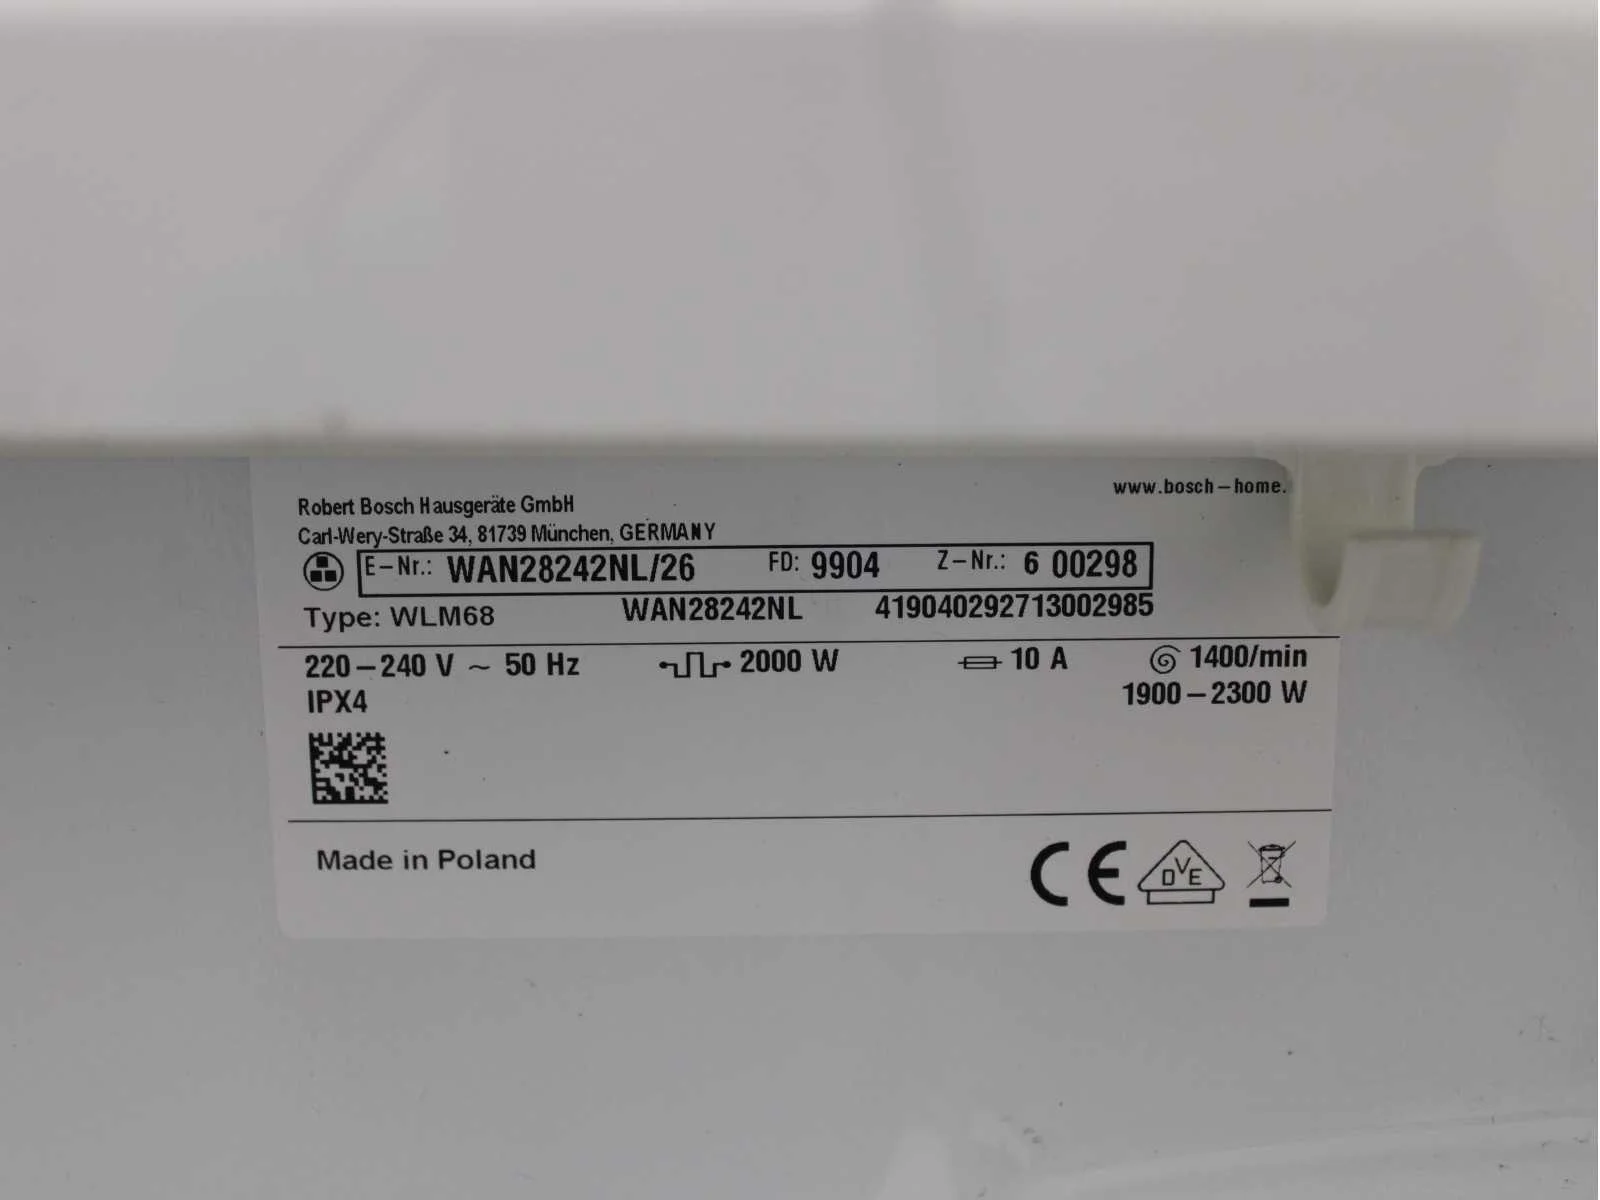 www.bosch-home.
Robert Bosch Hausgeräte GmbH
Carl-Wery-Straße 34, 81739 München, GERMANY
E-Nr.: WAN28242NL/26 FD: 9904 Z-Nr.: 6 00298
Type: WLM68 WAN28242NL 419040292713002985
220-240 V ~ 50 Hz 2000 W 10 A 1400/min
IPX4 1900-2300 W
Made in Poland CE DVE